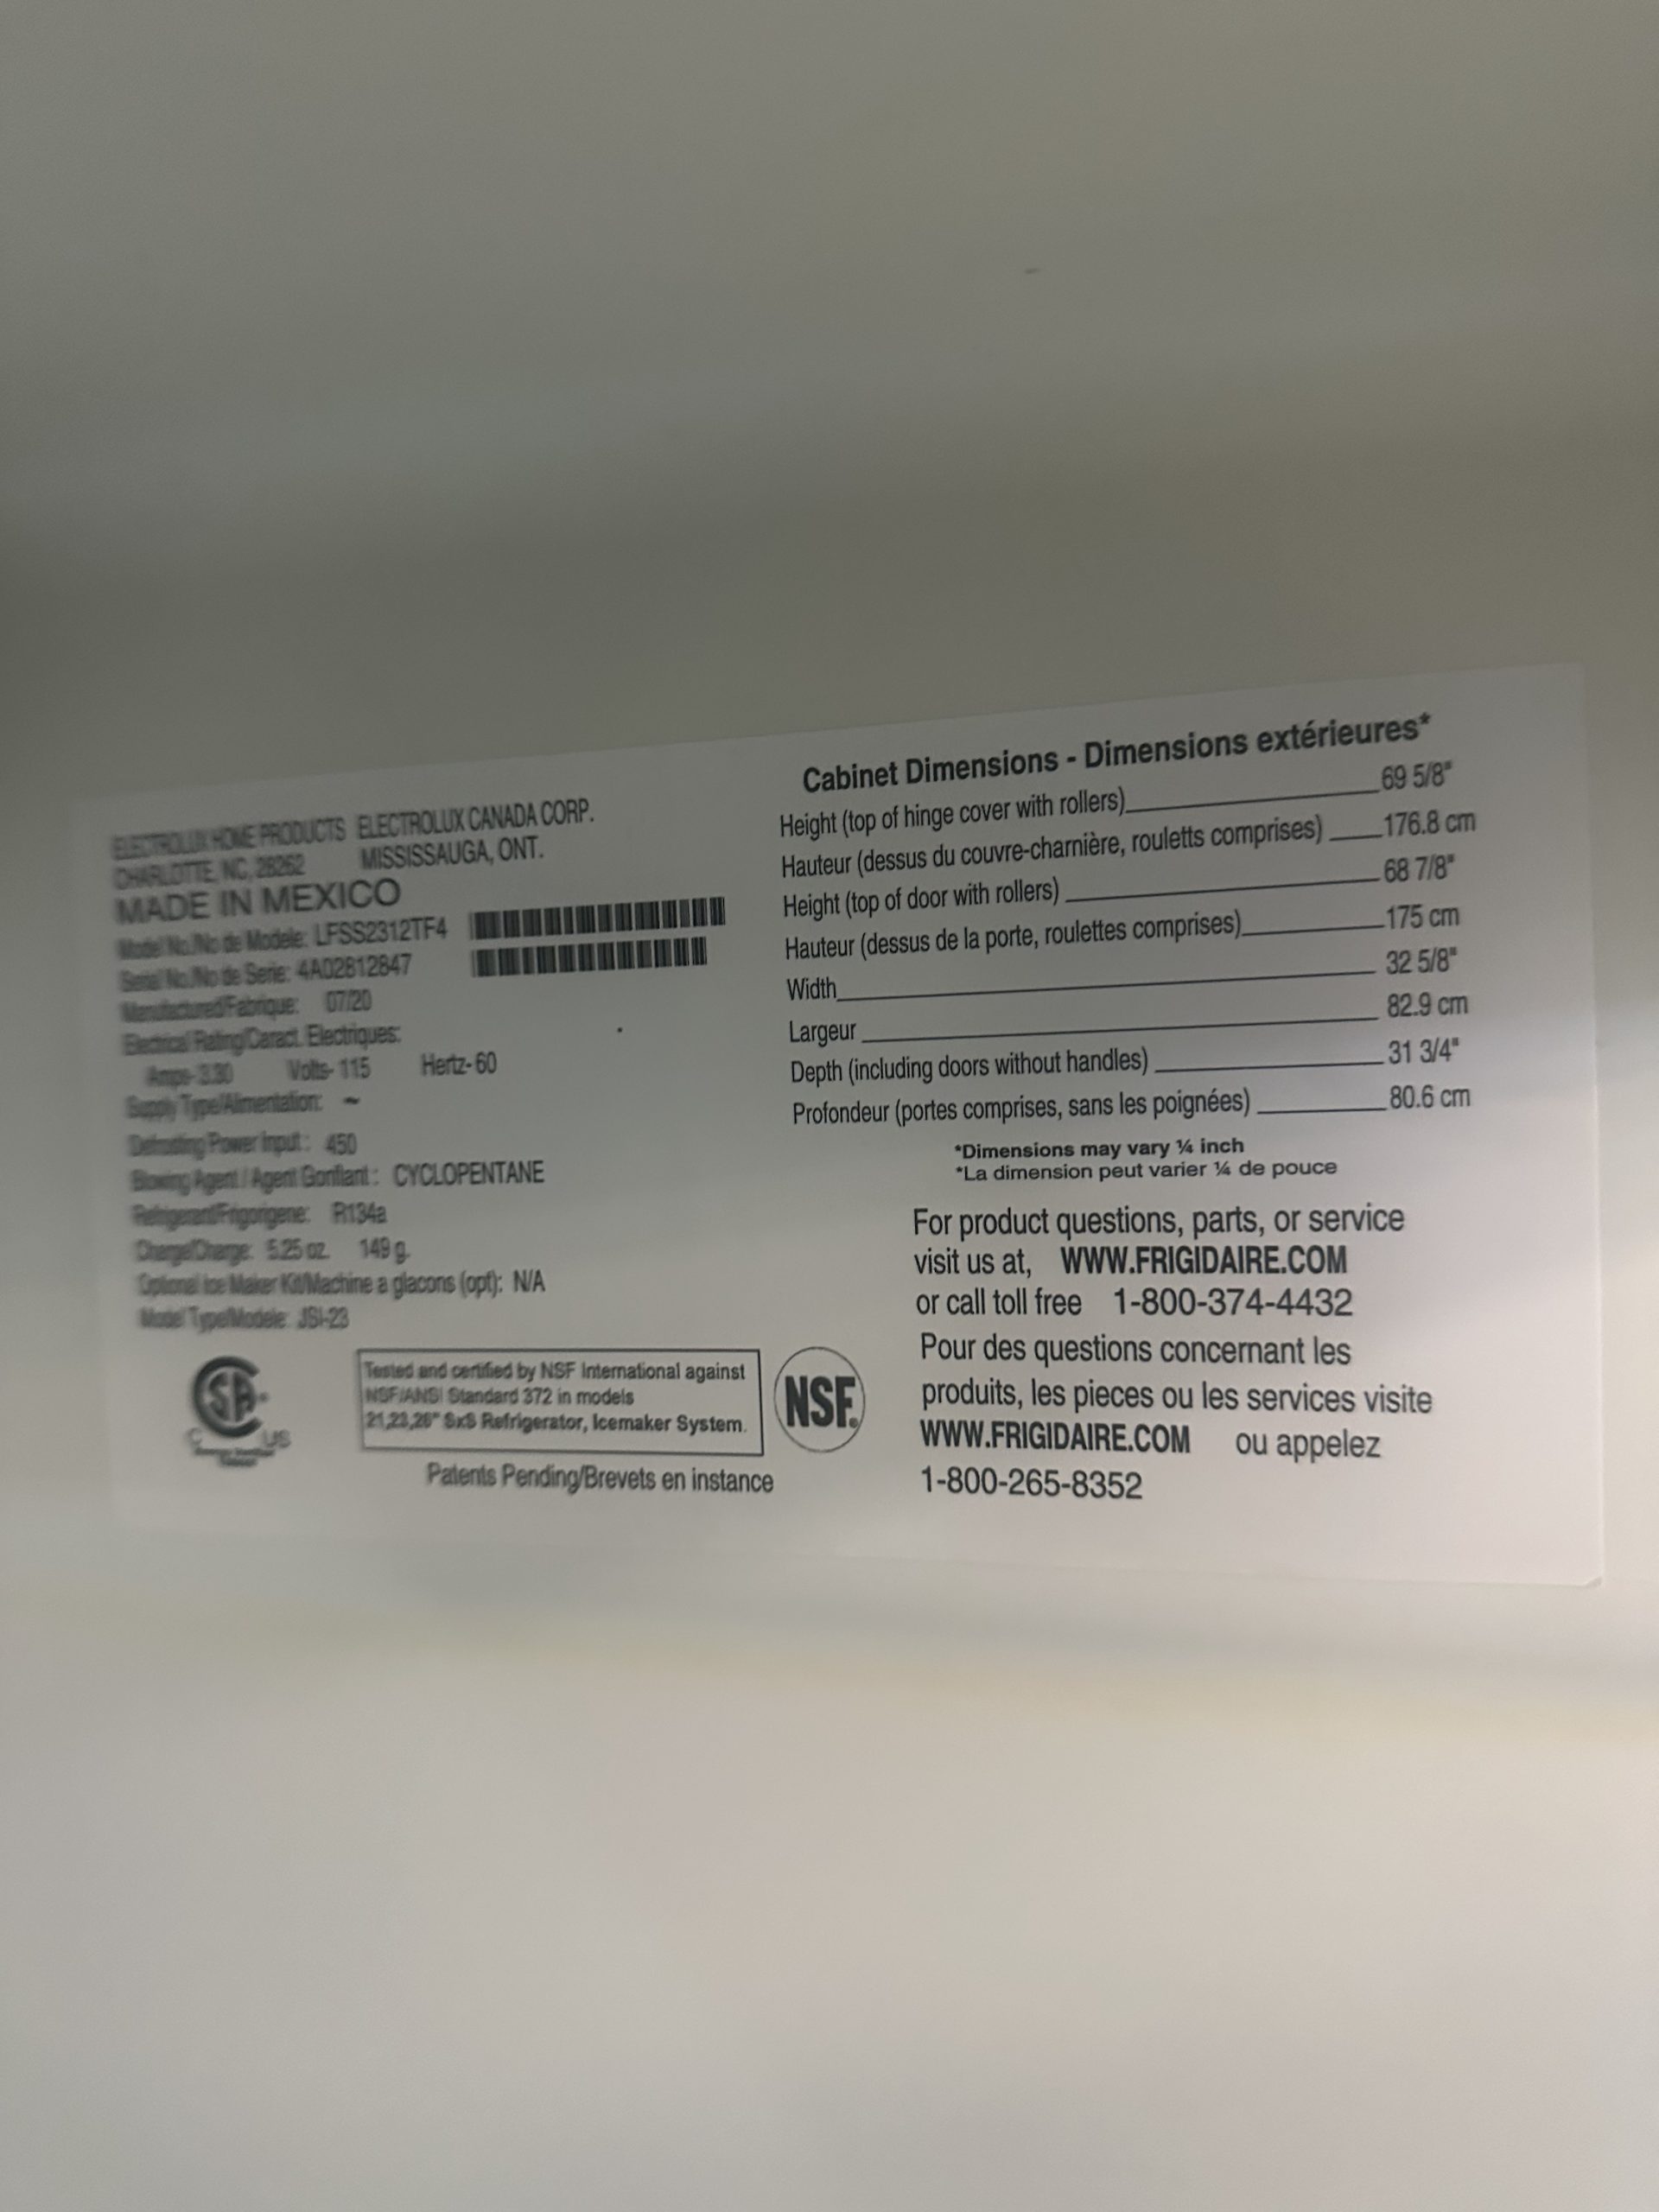 ELECTROLUX HOME PRODUCTS ELECTROLUX CANADA CORP.
CHARLOTTE, NC, 28262 MISSISSAUGA, ONT.
MADE IN MEXICO
Model No./No de Modele: LFSS2312TF4
Serial No./No de Serie: 4A02812847
Manufactured/Fabrique: 07/20
Electrical Rating/Caract. Electriques:
Amps- 3.30 Volts- 115 Hertz- 60
Supply Type/Alimentation: ~
Defrosting Power Input: 450
Blowing Agent / Agent Gonflant : CYCLOPENTANE
Refrigerant/Frigorigene: R134a
Charge/Charge: 5.25 oz. 149 g.
Optional Ice Maker Kit/Machine a glacons (opt): N/A
Model Type/Modele: JSI-23
C US
Tested and certified by NSF International against
NSF/ANSI Standard 372 in models
21,23,26" SxS Refrigerator, Icemaker System.
NSF®
Patents Pending/Brevets en instance
Cabinet Dimensions - Dimensions extérieures*
Height (top of hinge cover with rollers) 69 5/8"
Hauteur (dessus du couvre-charnière, rouletts comprises) 176.8 cm
Height (top of door with rollers) 68 7/8"
Hauteur (dessus de la porte, roulettes comprises) 175 cm
Width 32 5/8"
Largeur 82.9 cm
Depth (including doors without handles) 31 3/4"
Profondeur (portes comprises, sans les poignées) 80.6 cm
*Dimensions may vary ¼ inch
*La dimension peut varier ¼ de pouce
For product questions, parts, or service
visit us at, WWW.FRIGIDAIRE.COM
or call toll free 1-800-374-4432
Pour des questions concernant les
produits, les pieces ou les services visite
WWW.FRIGIDAIRE.COM ou appelez
1-800-265-8352